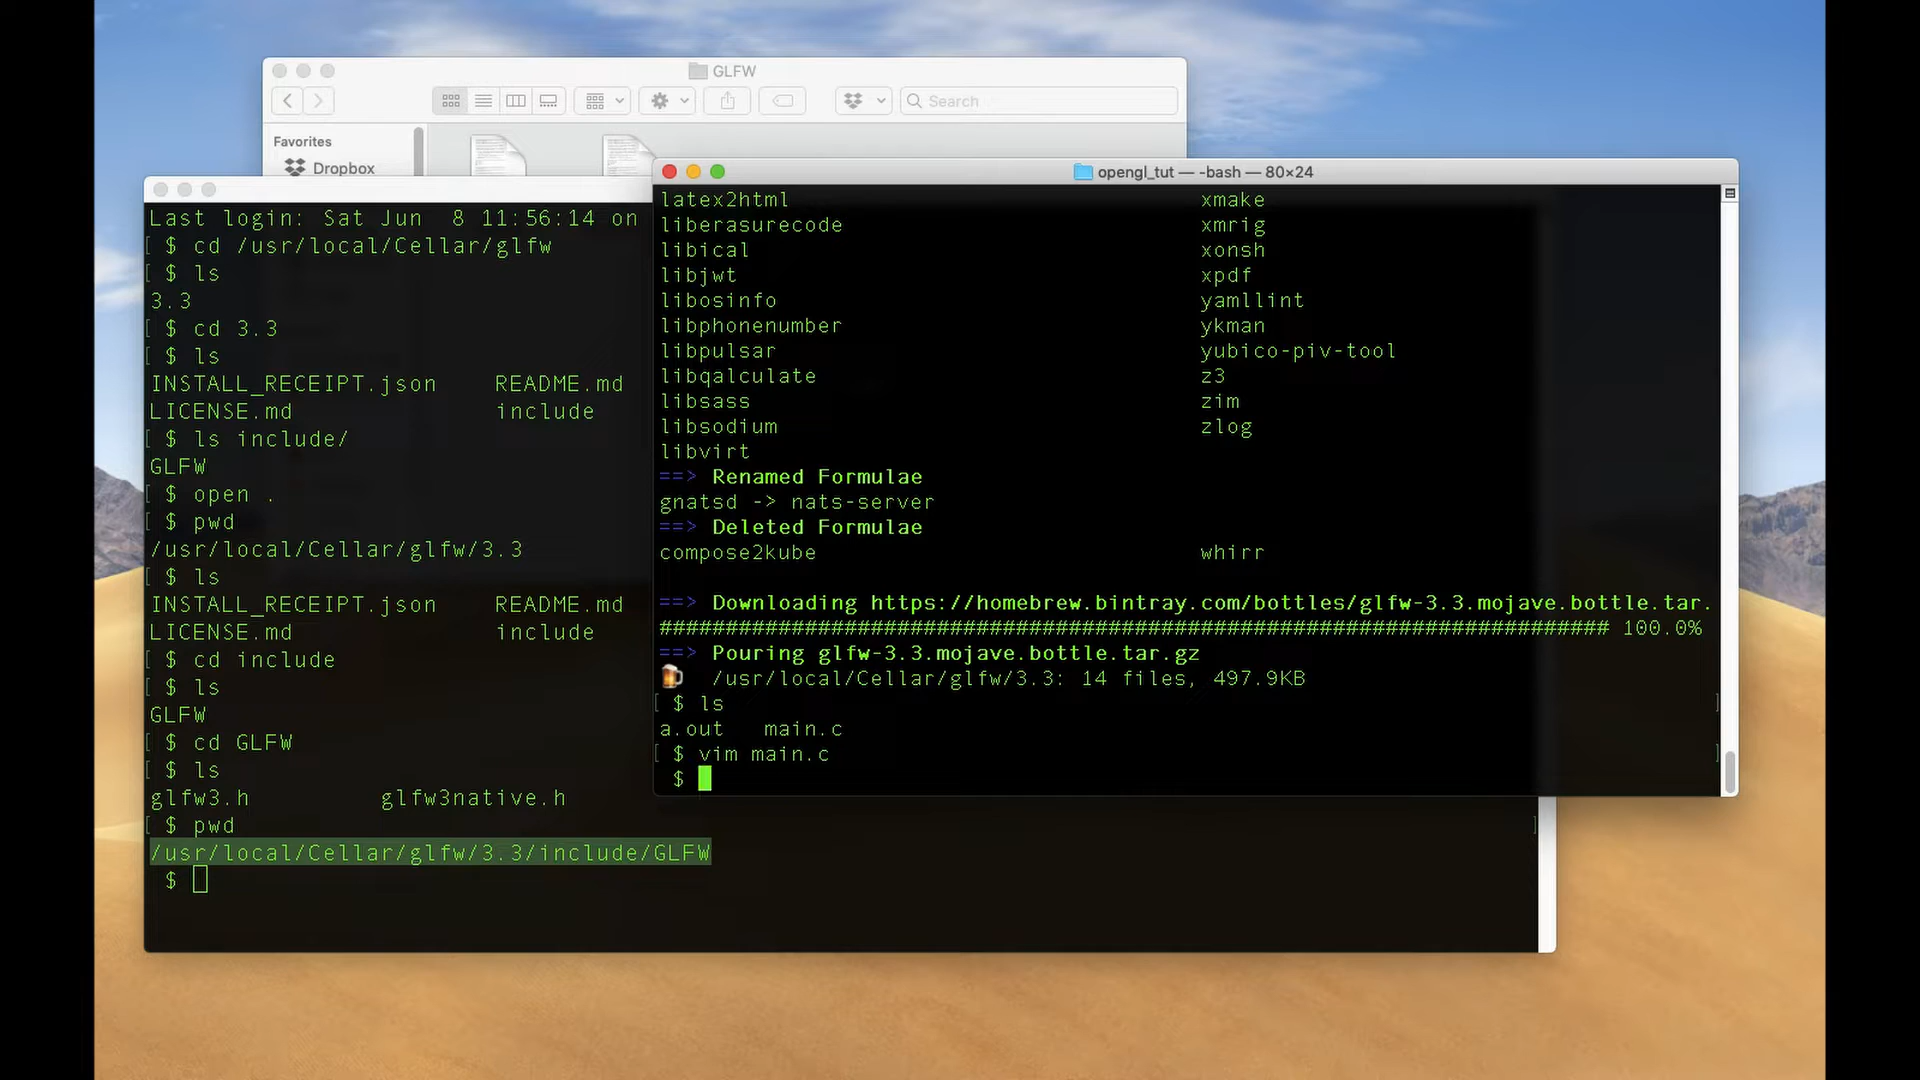 GLFW
Search
Favorites
Dropbox
Last login: Sat Jun  8 11:56:14 on
[ $ cd /usr/local/Cellar/glfw
[ $ ls
3.3
[ $ cd 3.3
[ $ ls
INSTALL_RECEIPT.json    README.md
LICENSE.md              include
[ $ ls include/
GLFW
[ $ open .
[ $ pwd
/usr/local/Cellar/glfw/3.3
[ $ ls
INSTALL_RECEIPT.json    README.md
LICENSE.md              include
[ $ cd include
[ $ ls
GLFW
[ $ cd GLFW
[ $ ls
glfw3.h         glfw3native.h
[ $ pwd ]
/usr/local/Cellar/glfw/3.3/include/GLFW
$
opengl_tut — -bash — 80×24
latex2html                xmake
liberasurecode            xmrig
libical                   xonsh
libjwt                    xpdf
libosinfo                 yamllint
libphonenumber            ykman
libpulsar                 yubico-piv-tool
libqalculate              z3
libsass                   zim
libsodium                 zlog
libvirt
==> Renamed Formulae
gnatsd -> nats-server
==> Deleted Formulae
compose2kube              whirr
==> Downloading https://homebrew.bintray.com/bottles/glfw-3.3.mojave.bottle.tar.
######################################################################## 100.0%
==> Pouring glfw-3.3.mojave.bottle.tar.gz
🍺  /usr/local/Cellar/glfw/3.3: 14 files, 497.9KB
[ $ ls ]
a.out   main.c
[ $ vim main.c ]
$